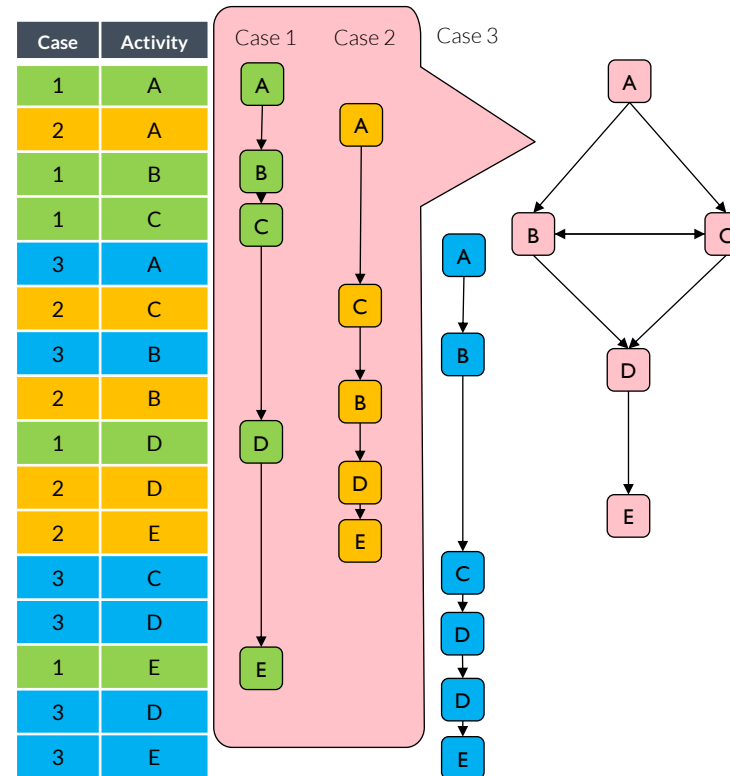 Case Activity
1 A
2 A
1 B
1 C
3 A
2 C
3 B
2 B
1 D
2 D
2 E
3 C
3 D
1 E
3 D
3 E
Case 1
A
B
C
D
E
Case 2
A
C
B
D
E
Case 3
A
B
C
D
D
E
A
B C
D
E